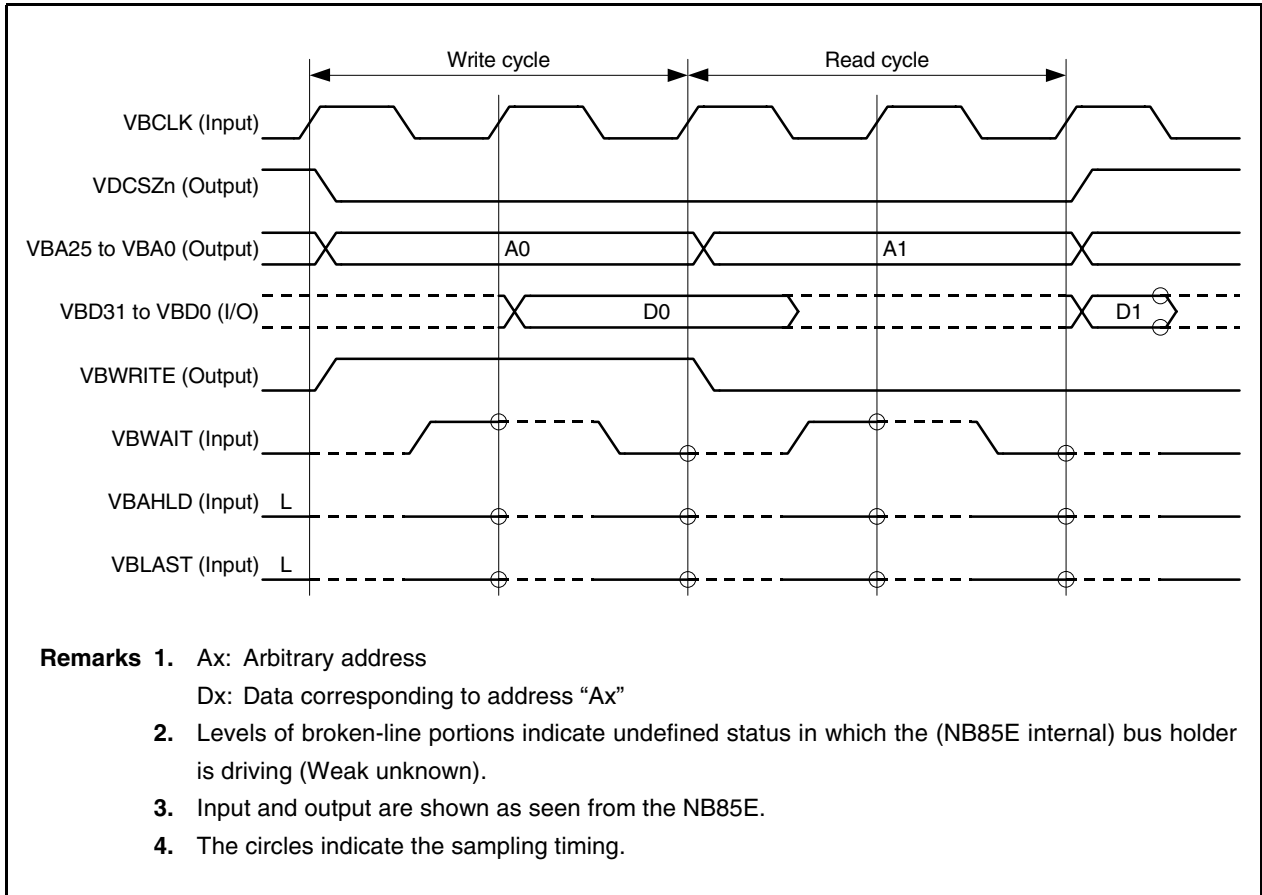 Write cycle Read cycle
VBCLK (Input)
VDCSZn (Output)
VBA25 to VBA0 (Output) A0 A1
VBD31 to VBD0 (I/O) D0 D1
VBWRITE (Output)
VBWAIT (Input)
VBAHLD (Input) L
VBLAST (Input) L
Remarks 1. Ax: Arbitrary address
Dx: Data corresponding to address “Ax”
2. Levels of broken-line portions indicate undefined status in which the (NB85E internal) bus holder
is driving (Weak unknown).
3. Input and output are shown as seen from the NB85E.
4. The circles indicate the sampling timing.